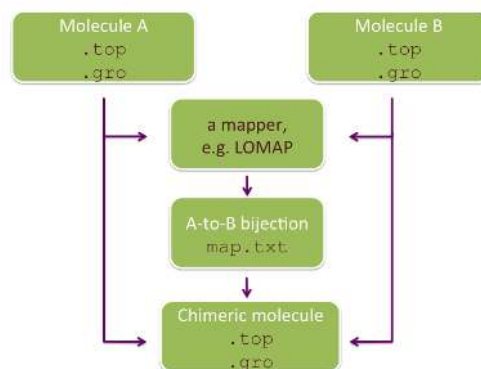 Molecule A
.top
.gro
Molecule B
.top
.gro
a mapper,
e.g. LOMAP
A-to-B bijection
map.txt
Chimeric molecule
.top
.gro